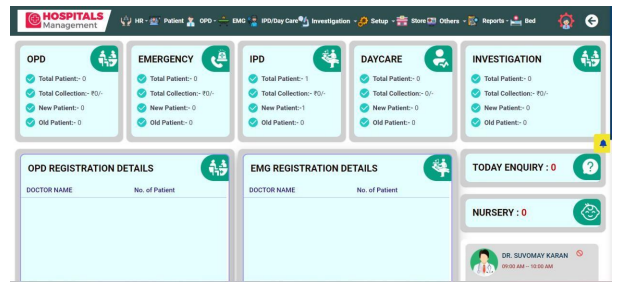 HOSPITALS
Management
HR - Patient OPD - EMG IPD/Day Care Investigation - Setup - Store Others - Reports - Bed
OPD
Total Patient:- 0
Total Collection:- ₹0/-
New Patient:- 0
Old Patient:- 0
EMERGENCY
Total Patient:- 0
Total Collection:- ₹0/-
New Patient:- 0
Old Patient:- 0
IPD
Total Patient:- 1
Total Collection:- ₹0/-
New Patient:-1
Old Patient:- 0
DAYCARE
Total Patient:- 0
Total Collection:- 0/-
New Patient:- 0
Old Patient:- 0
INVESTIGATION
Total Patient:- 0
Total Collection:- ₹0/-
New Patient:- 0
Old Patient:- 0
OPD REGISTRATION DETAILS
DOCTOR NAME No. of Patient
EMG REGISTRATION DETAILS
DOCTOR NAME No. of Patient
TODAY ENQUIRY : 0
NURSERY : 0
DR. SUVOMAY KARAN
09:00 AM -- 10:00 AM